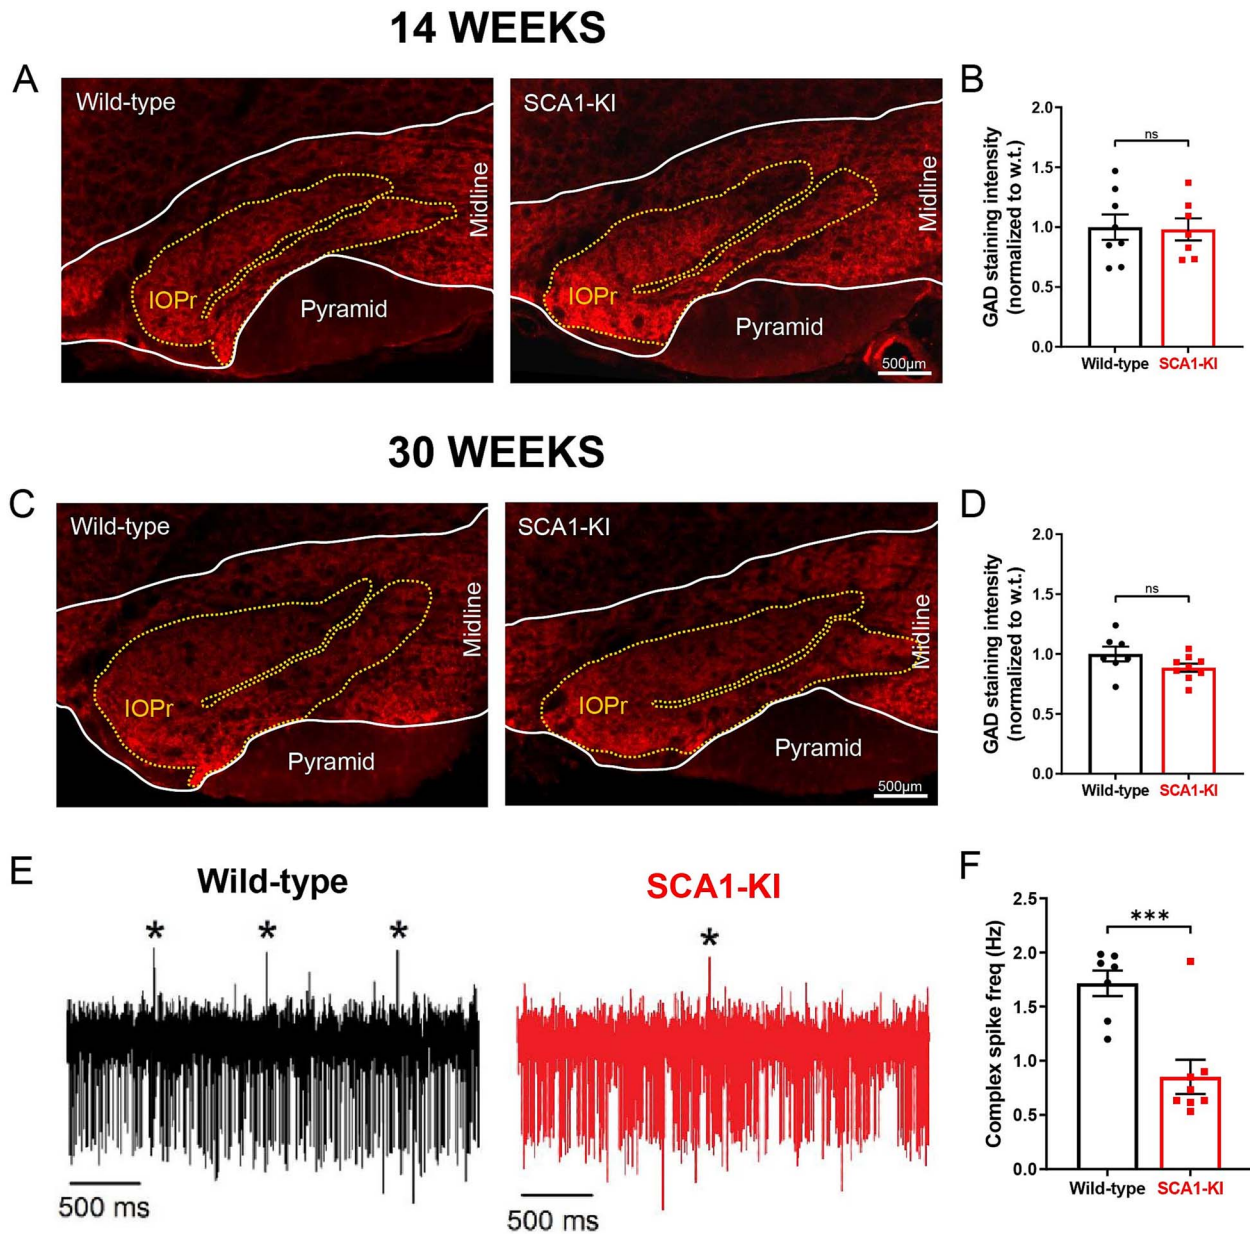 14 WEEKS
A
Wild-type
Midline
IOPr
Pyramid
SCA1-KI
Midline
IOPr
Pyramid
500µm
B
GAD staining intensity
(normalized to w.t.)
2.0
1.5
1.0
0.5
0.0
ns
Wild-type SCA1-KI
30 WEEKS
C
Wild-type
Midline
IOPr
Pyramid
SCA1-KI
Midline
IOPr
Pyramid
500µm
D
GAD staining intensity
(normalized to w.t.)
2.0
1.5
1.0
0.5
0.0
ns
Wild-type SCA1-KI
E
Wild-type
* * *
500 ms
SCA1-KI
*
500 ms
F
Complex spike freq (Hz)
2.5
2.0
1.5
1.0
0.5
0.0
***
Wild-type SCA1-KI